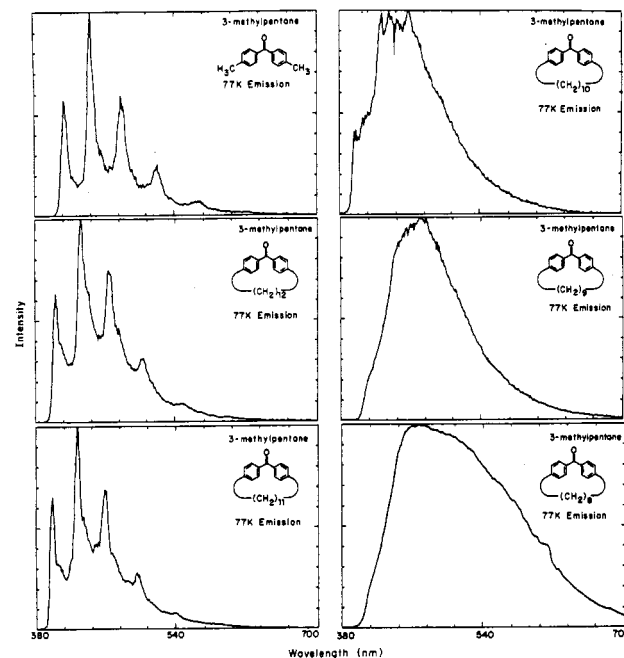 Intensity
3-methylpentane
O
H₃C CH₃
77K Emission
3-methylpentane
O
(CH₂)₁₂
77K Emission
3-methylpentane
O
(CH₂)₁₁
77K Emission
380 540 700
3-methylpentane
O
(CH₂)₁₀
77K Emission
3-methylpentane
O
(CH₂)₉
77K Emission
3-methylpentane
O
(CH₂)₈
77K Emission
380 540 700
Wavelength (nm)